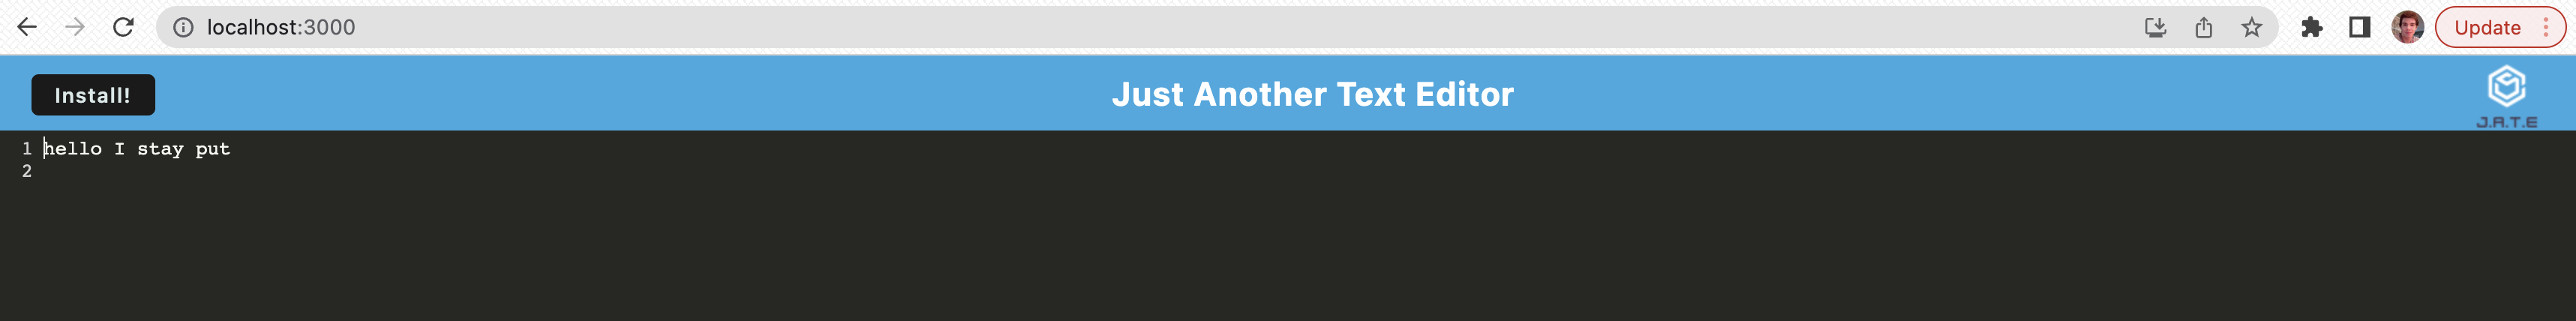 localhost:3000
Update
Install!
Just Another Text Editor
J.A.T.E
1 hello I stay put
2